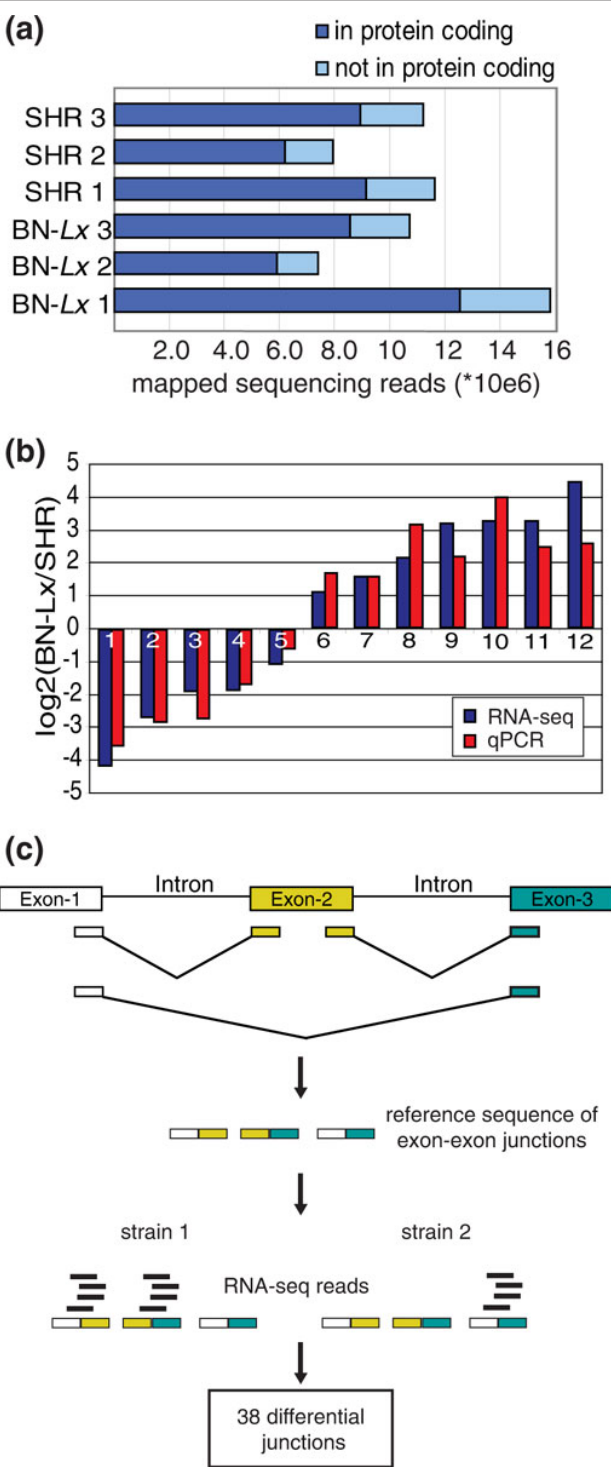 (a)
in protein coding
not in protein coding
SHR 3
SHR 2
SHR 1
BN-Lx 3
BN-Lx 2
BN-Lx 1
2.0 4.0 6.0 8.0 10 12 14 16
mapped sequencing reads (*10e6)
(b)
log2(BN-Lx/SHR)
5
4
3
2
1
0
-1
-2
-3
-4
-5
1 2 3 4 5 6 7 8 9 10 11 12
RNA-seq
qPCR
(c)
Intron Intron
Exon-1 Exon-2 Exon-3
reference sequence of
exon-exon junctions
strain 1 strain 2
RNA-seq reads
38 differential
junctions